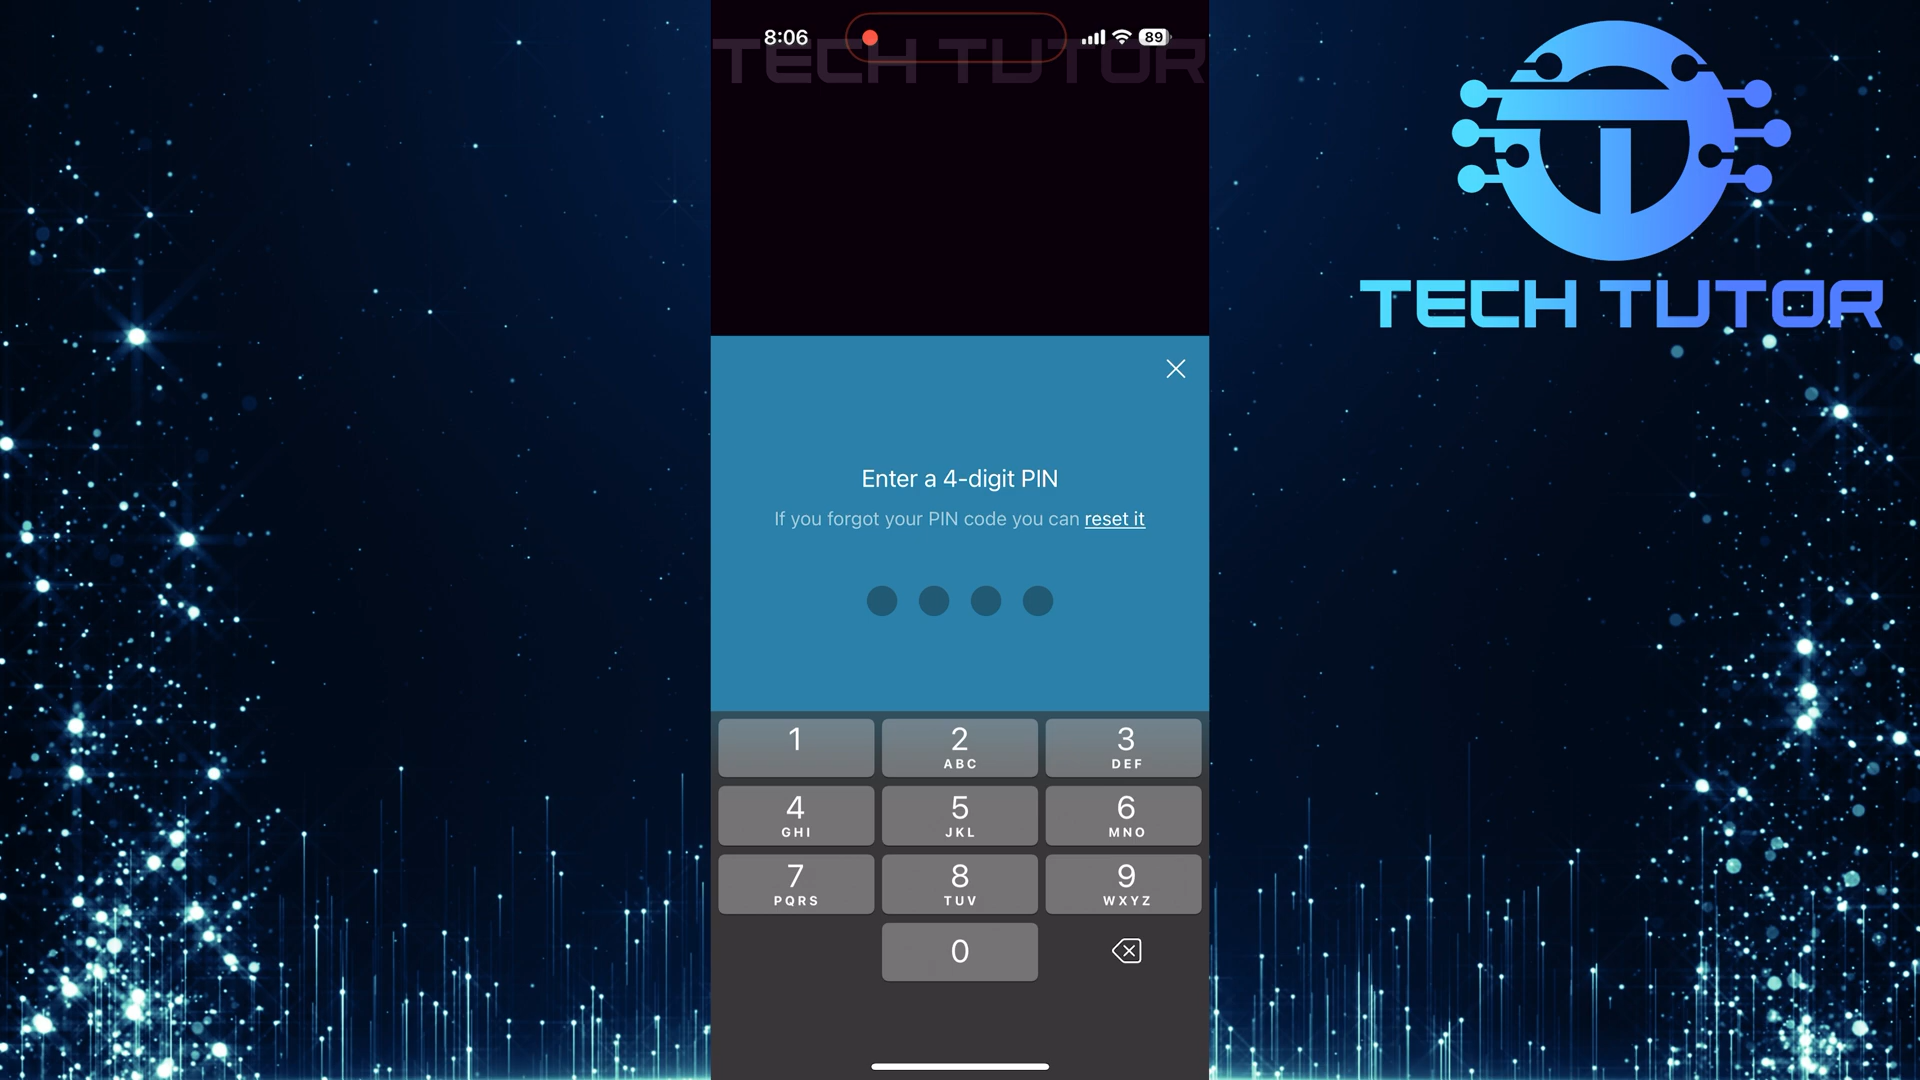 8:06
89
TECH TUTOR
TECH TUTOR
Enter a 4-digit PIN
If you forgot your PIN code you can reset it
1
2
3
ABC
DEF
4
5
6
GHI
JKL
MNO
7
8
9
PQRS
TUV
WXYZ
0